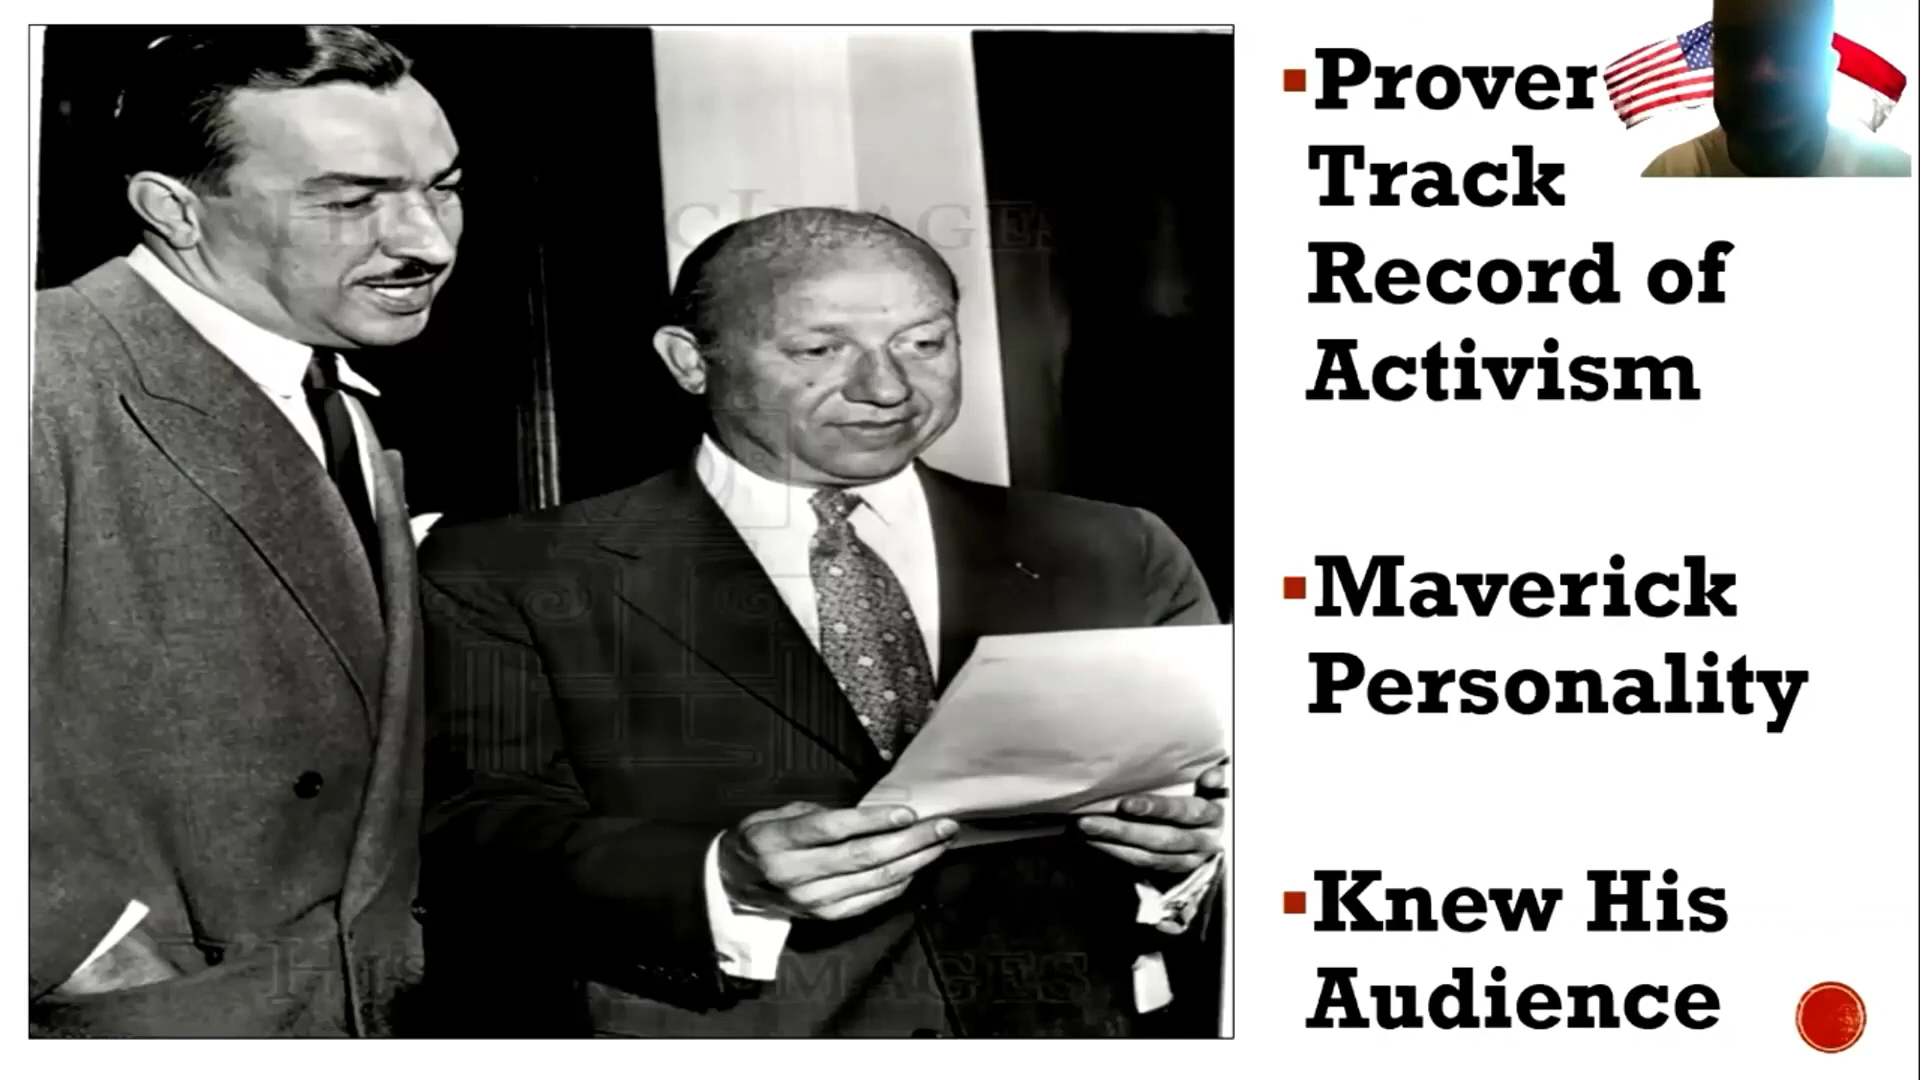 Prover
Track
Record of
Activism
Maverick
Personality
Knew His
Audience